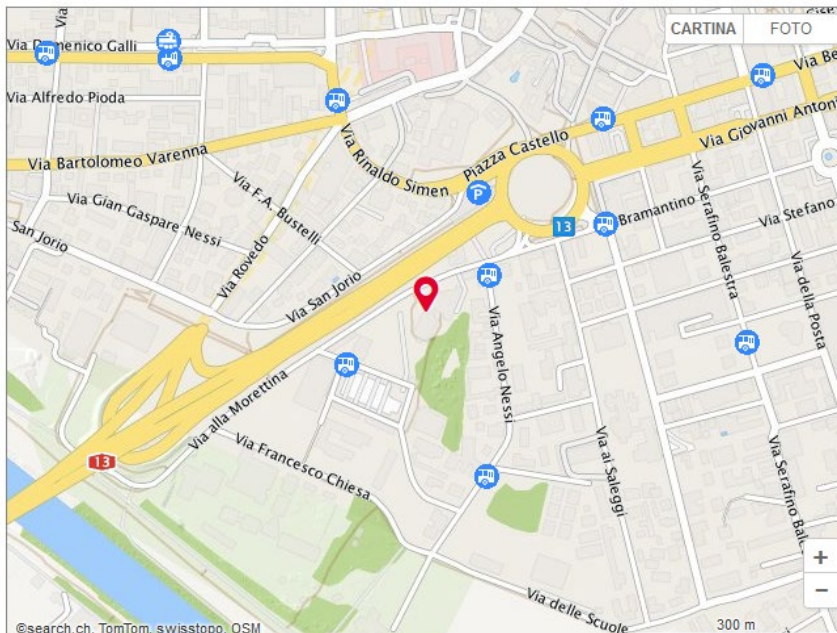 CARTINA
FOTO
Via Domenico Galli
Via Be
Via Alfredo Pioda
Via Giovanni Antoni
Piazza Castello
Via Bartolomeo Varenna
Via Rinaldo Simen
P
Via Serafino Balestra
Via F.A. Bustelli
Via Gian Gaspare Nessi
Bramantino
Via Stefano
13
San Jorio
Via Rovedo
Via San Jorio
Via della Posta
Via Angelo Nessi
Via alla Morettina
Via ai Saleggi
Via Francesco Chiesa
13
Via Serafino Bales
Via delle Scuole
+
−
©search.ch, TomTom, swisstopo, OSM
300 m